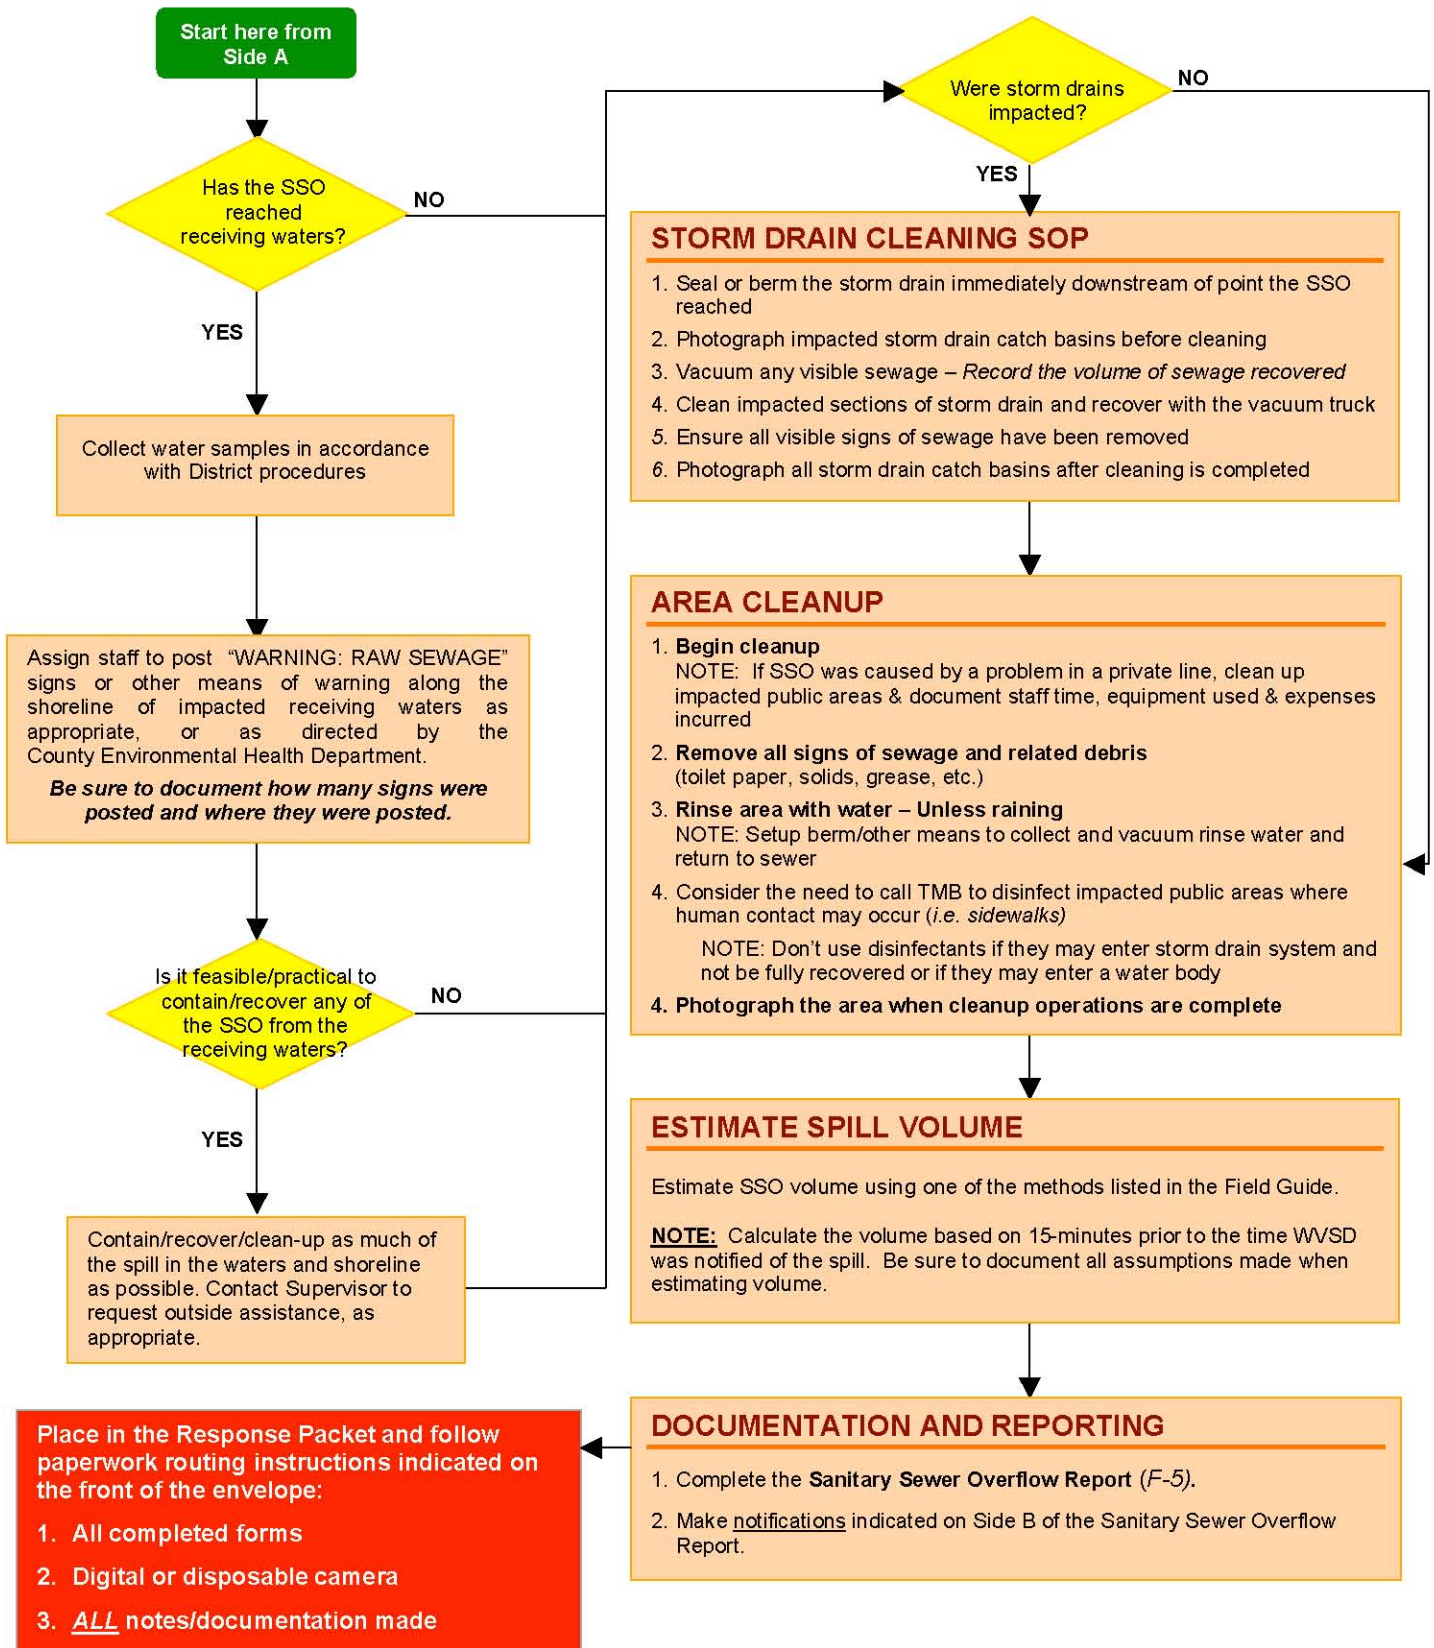 Start here from
Side A
Has the SSO
reached
receiving waters?
NO
YES
Collect water samples in accordance
with District procedures
Assign staff to post “WARNING: RAW SEWAGE”
signs or other means of warning along the
shoreline of impacted receiving waters as
appropriate, or as directed by the
County Environmental Health Department.
Be sure to document how many signs were
posted and where they were posted.
Is it feasible/practical to
contain/recover any of
the SSO from the
receiving waters?
NO
YES
Contain/recover/clean-up as much of
the spill in the waters and shoreline
as possible. Contact Supervisor to
request outside assistance, as
appropriate.
Were storm drains
impacted?
NO
YES
STORM DRAIN CLEANING SOP
1. Seal or berm the storm drain immediately downstream of point the SSO
reached
2. Photograph impacted storm drain catch basins before cleaning
3. Vacuum any visible sewage – Record the volume of sewage recovered
4. Clean impacted sections of storm drain and recover with the vacuum truck
5. Ensure all visible signs of sewage have been removed
6. Photograph all storm drain catch basins after cleaning is completed
AREA CLEANUP
1. Begin cleanup
NOTE: If SSO was caused by a problem in a private line, clean up
impacted public areas & document staff time, equipment used & expenses
incurred
2. Remove all signs of sewage and related debris
(toilet paper, solids, grease, etc.)
3. Rinse area with water – Unless raining
NOTE: Setup berm/other means to collect and vacuum rinse water and
return to sewer
4. Consider the need to call TMB to disinfect impacted public areas where
human contact may occur (i.e. sidewalks)
NOTE: Don’t use disinfectants if they may enter storm drain system and
not be fully recovered or if they may enter a water body
4. Photograph the area when cleanup operations are complete
ESTIMATE SPILL VOLUME
Estimate SSO volume using one of the methods listed in the Field Guide.
NOTE: Calculate the volume based on 15-minutes prior to the time WVSD
was notified of the spill. Be sure to document all assumptions made when
estimating volume.
DOCUMENTATION AND REPORTING
1. Complete the Sanitary Sewer Overflow Report (F-5).
2. Make notifications indicated on Side B of the Sanitary Sewer Overflow
Report.
Place in the Response Packet and follow
paperwork routing instructions indicated on
the front of the envelope:
1. All completed forms
2. Digital or disposable camera
3. ALL notes/documentation made